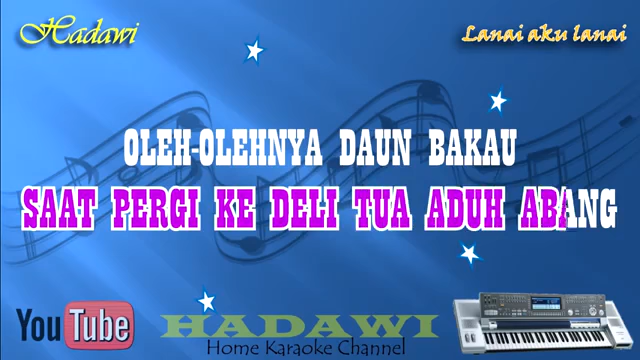 Hadawi
Lanai aku lanai
OLEH-OLEHNYA DAUN BAKAU
SAAT PERGI KE DELI TUA ADUH ABANG
YouTube
HADAWI
Home Karaoke Channel